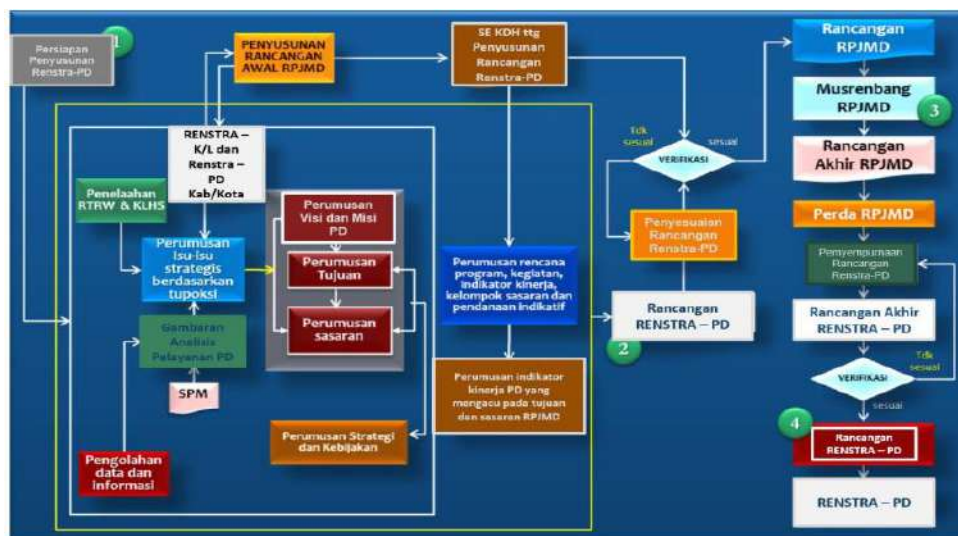 1
Persiapan
Penyusunan
Renstra-PD
PENYUSUNAN
RANCANGAN
AWAL RPJMD
SE KDH ttg
Penyusunan
Rancangan
Renstra-PD
RENSTRA –
K/L dan
Renstra –
PD
Kab/Kota
Penelaahan
RTRW & KLHS
Perumusan
Isu-isu
strategis
berdasarkan
tupoksi
Gambaran
Analisis
Pelayanan PD
SPM
Pengolahan
data dan
informasi
Perumusan
Visi dan Misi
PD
Perumusan
Tujuan
Perumusan
sasaran
Perumusan Strategi
dan Kebijakan
Perumusan rencana
program, kegiatan,
indikator kinerja,
kelompok sasaran dan
pendanaan indikatif
Perumusan indikator
kinerja PD yang
mengacu pada tujuan
dan sasaran RPJMD
Tdk
sesuai
sesuai
VERIFIKASI
Penyesuaian
Rancangan
Renstra-PD
Rancangan
RENSTRA – PD
2
Rancangan
RPJMD
Musrenbang
RPJMD
3
Rancangan
Akhir RPJMD
Perda RPJMD
Penyempurnaan
Rancangan
Renstra-PD
Rancangan Akhir
RENSTRA – PD
Tdk
sesuai
VERIFIKASI
sesuai
4
Rancangan
RENSTRA – PD
RENSTRA – PD